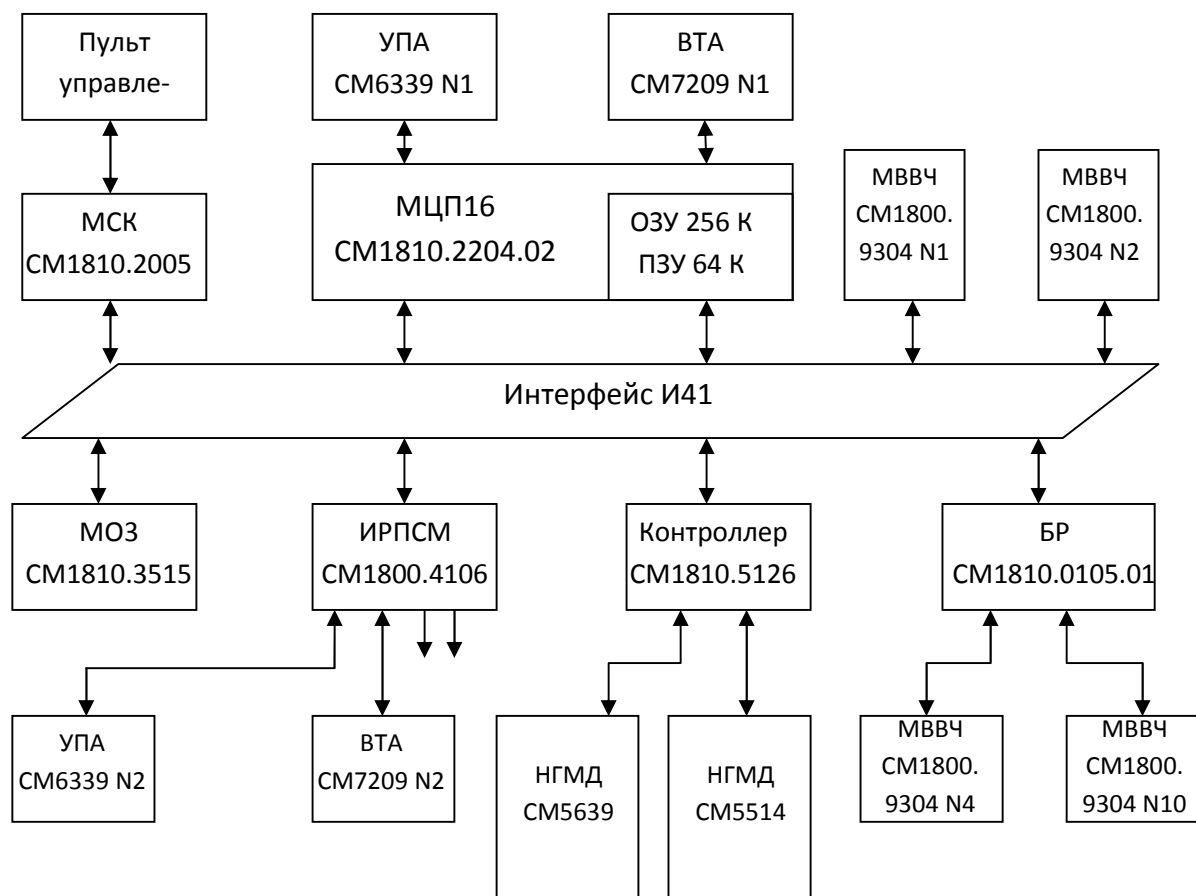 Пульт
управле-
УПА
СМ6339 N1
ВТА
СМ7209 N1
МСК
СМ1810.2005
МЦП16
СМ1810.2204.02
ОЗУ 256 К
ПЗУ 64 К
МВВЧ
СМ1800.
9304 N1
МВВЧ
СМ1800.
9304 N2
Интерфейс И41
МОЗ
СМ1810.3515
ИРПСМ
СМ1800.4106
Контроллер
СМ1810.5126
БР
СМ1810.0105.01
УПА
СМ6339 N2
ВТА
СМ7209 N2
НГМД
СМ5639
НГМД
СМ5514
МВВЧ
СМ1800.
9304 N4
МВВЧ
СМ1800.
9304 N10